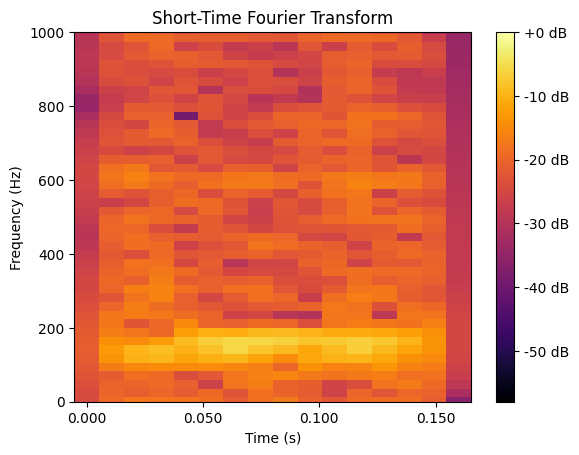 Short-Time Fourier Transform
1000
800
600
400
200
0
Frequency (Hz)
0.000
0.050
0.100
0.150
Time (s)
+0 dB
-10 dB
-20 dB
-30 dB
-40 dB
-50 dB